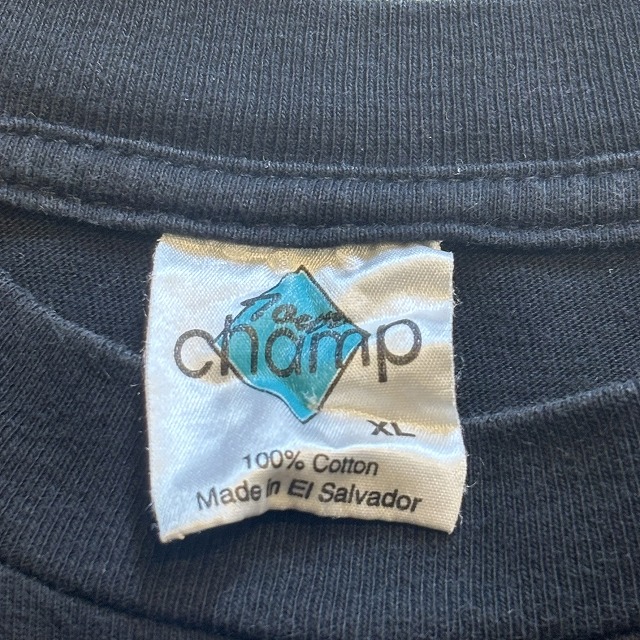 champ
XL
100% Cotton
Made in El Salvador